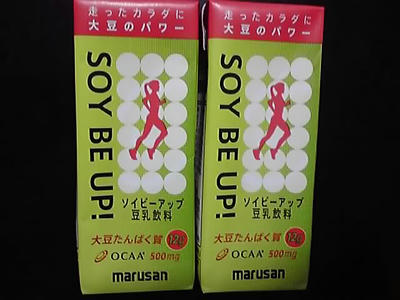 走ったカラダに
大豆のパワー
SOY BE UP!
ソイビーアップ
豆乳飲料
大豆たんぱく質 12g
OCAA 500mg
marusan
走ったカラダに
大豆のパワー
SOY BE UP!
ソイビーアップ
豆乳飲料
大豆たんぱく質 12g
OCAA 500mg
marusan